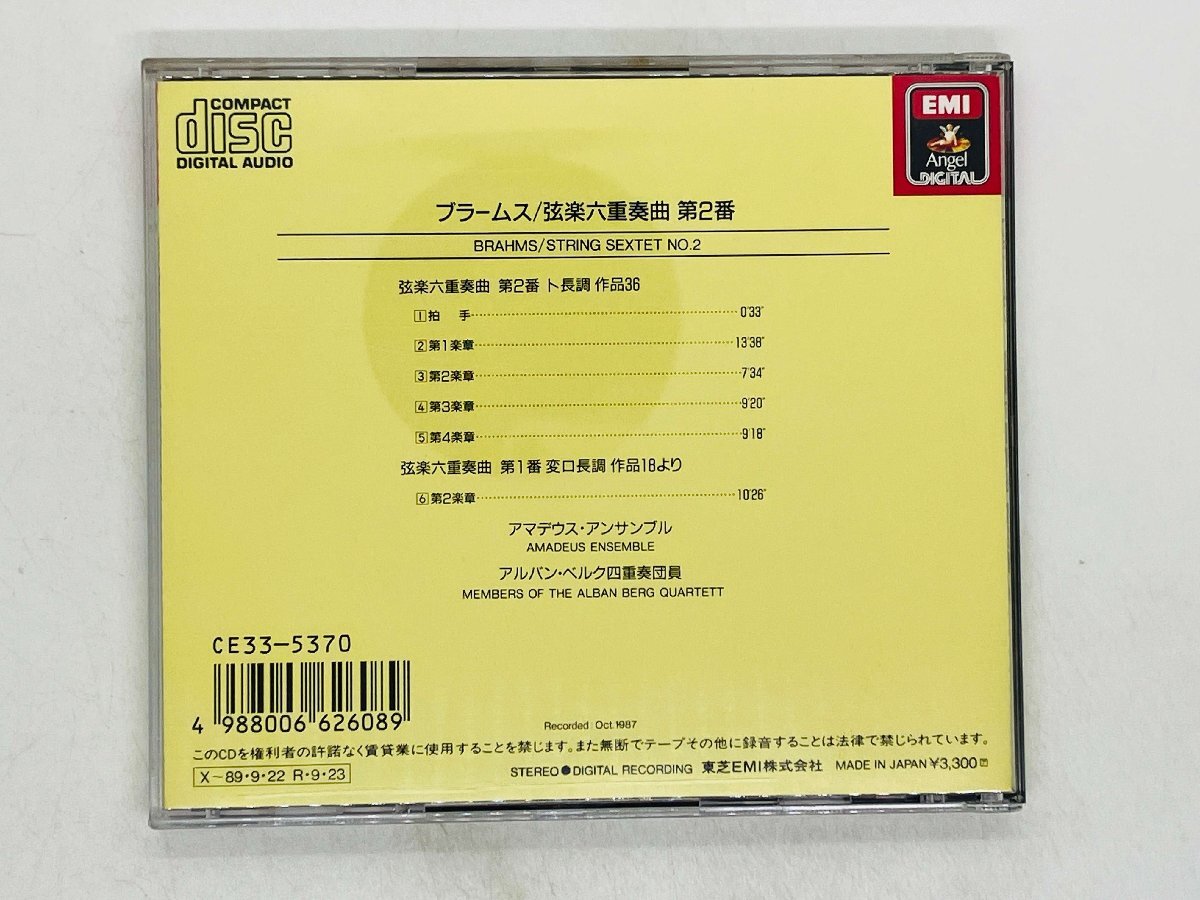 COMPACT
disc
DIGITAL AUDIO
EMI
Angel
DIGITAL
ブラームス/弦楽六重奏曲 第2番
BRAHMS/STRING SEXTET NO.2
弦楽六重奏曲 第2番 ト長調 作品36
1 拍 手 0'33"
2 第1楽章 13'38"
3 第2楽章 7'34"
4 第3楽章 9'20"
5 第4楽章 9'18"
弦楽六重奏曲 第1番 変ロ長調 作品18より
6 第2楽章 10'26"
アマデウス・アンサンブル
AMADEUS ENSEMBLE
アルバン・ベルク四重奏団員
MEMBERS OF THE ALBAN BERG QUARTETT
CE33-5370
4 988006 626089
Recorded : Oct.1987
このCDを権利者の許諾なく賃貸業に使用することを禁じます。また無断でテープその他に録音することは法律で禁じられています。
X-89・9・22 R・9・23
STEREO●DIGITAL RECORDING 東芝EMI株式会社 MADE IN JAPAN ¥3,300